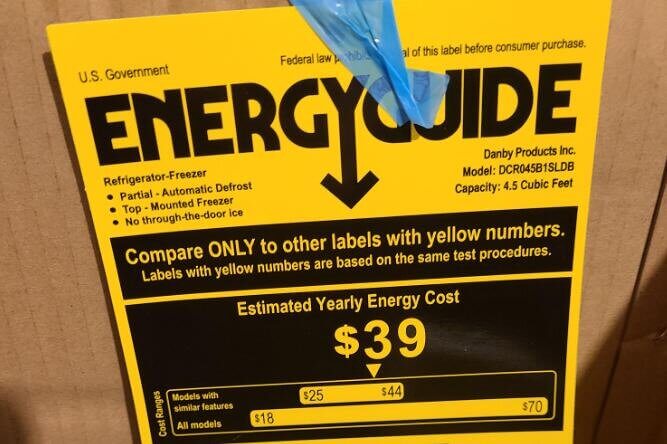 U.S. Government
Federal law of this label before consumer purchase.
ENERGYGUIDE
Refrigerator-Freezer
• Partial - Automatic Defrost
• Top - Mounted Freezer
• No through-the-door ice
Danby Products Inc.
Model: DCR045B1SLDB
Capacity: 4.5 Cubic Feet
Compare ONLY to other labels with yellow numbers.
Labels with yellow numbers are based on the same test procedures.
Estimated Yearly Energy Cost
$39
Cost Ranges
Models with
similar features
$25 $44
All models
$18 $70